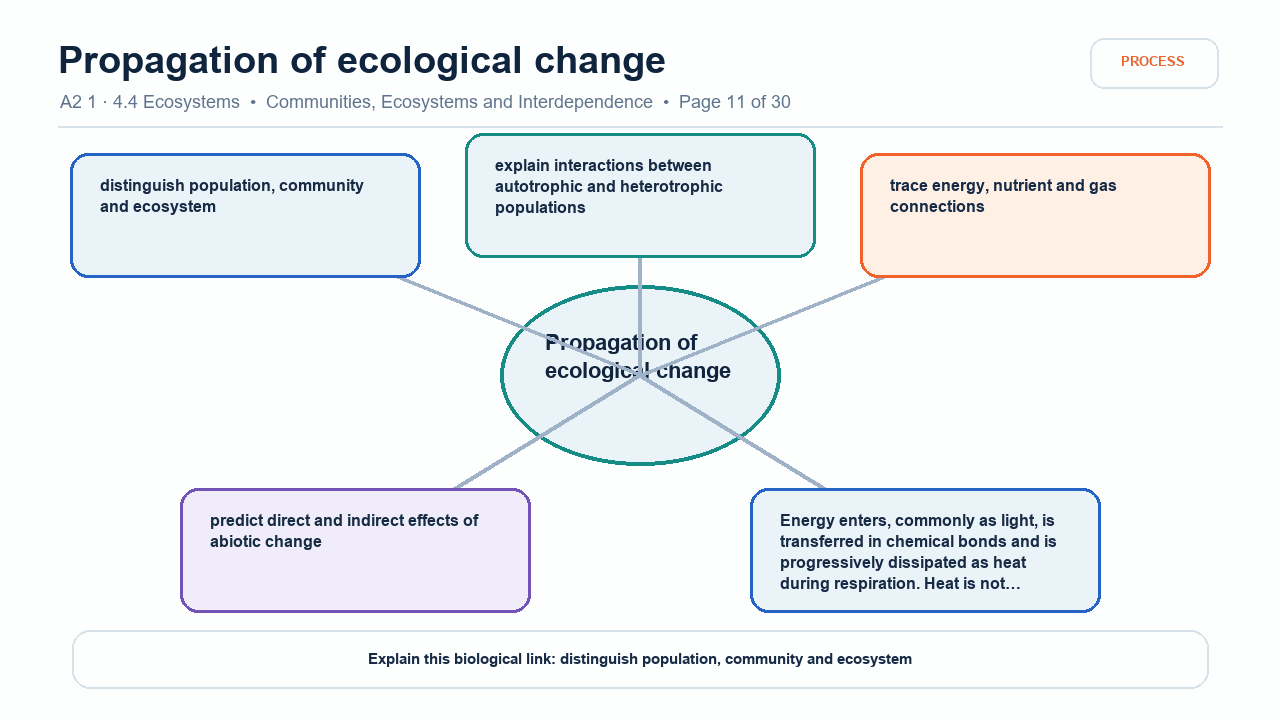 Propagation of ecological change
PROCESS
A2 1 · 4.4 Ecosystems • Communities, Ecosystems and Interdependence • Page 11 of 30
distinguish population, community
and ecosystem
explain interactions between
autotrophic and heterotrophic
populations
trace energy, nutrient and gas
connections
Propagation of
ecological change
predict direct and indirect effects of
abiotic change
Energy enters, commonly as light, is
transferred in chemical bonds and is
progressively dissipated as heat
during respiration. Heat is not…
Explain this biological link: distinguish population, community and ecosystem